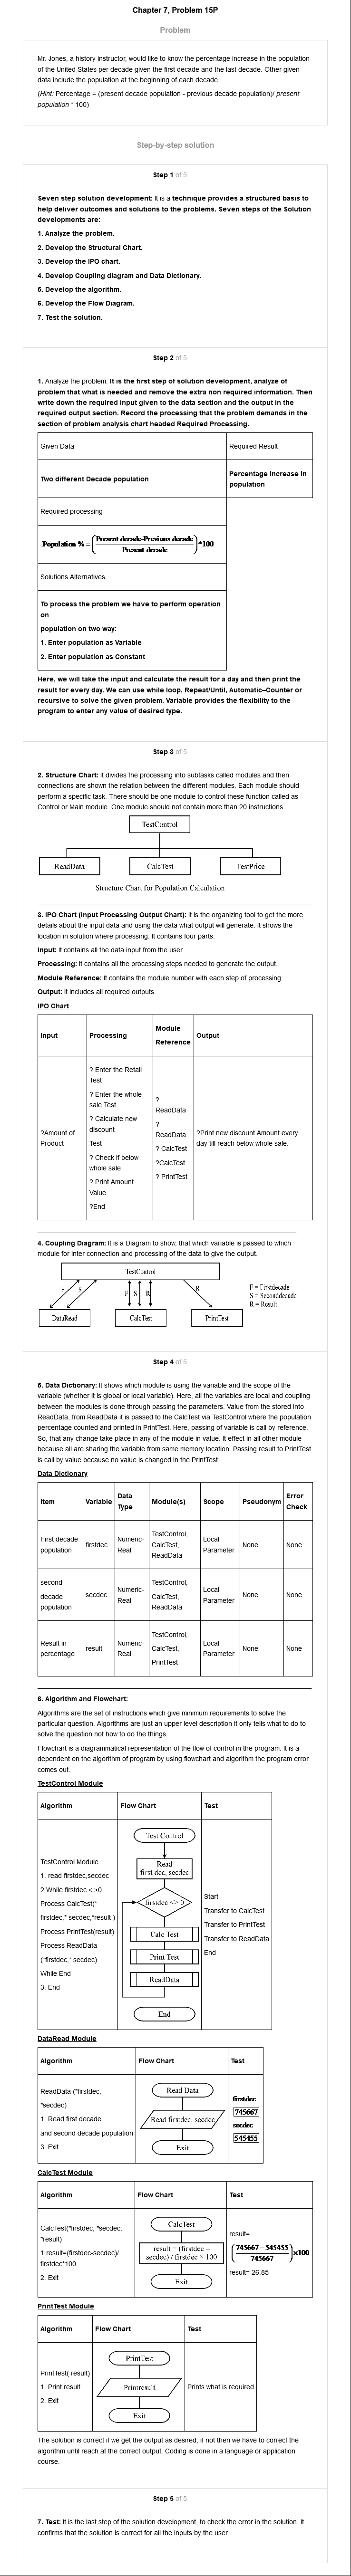 Chapter 7, Problem 15P
Problem
Mr. Jones, a history instructor, would like to know the percentage increase in the population
of the United States per decade given the first decade and the last decade. Other given
data include the population at the beginning of each decade.
(Hint: Percentage = (present decade population - previous decade population)/ present
population * 100)
Step-by-step solution
Step 1 of 5
Seven step solution development: It is a technique provides a structured basis to
help deliver outcomes and solutions to the problems. Seven steps of the Solution
developments are:
1. Analyze the problem.
2. Develop the Structural Chart.
3. Develop the IPO chart.
4. Develop Coupling diagram and Data Dictionary.
5. Develop the algorithm.
6. Develop the Flow Diagram.
7. Test the solution.
Step 2 of 5
1. Analyze the problem: It is the first step of solution development, analyze of
problem that what is needed and remove the extra non required information. Then
write down the required input given to the data section and the output in the
required output section. Record the processing that the problem demands in the
section of problem analysis chart headed Required Processing.
Given Data
Required Result
Two different Decade population
Percentage increase in
population
Required processing
Population % = (Present decade-Previous decade / Present decade) *100
Solutions Alternatives
To process the problem we have to perform operation
on
population on two way:
1. Enter population as Variable
2. Enter population as Constant
Here, we will take the input and calculate the result for a day and then print the
result for every day. We can use while loop, Repeat/Until, Automatic–Counter or
recursive to solve the given problem. Variable provides the flexibility to the
program to enter any value of desired type.
Step 3 of 5
2. Structure Chart: It divides the processing into subtasks called modules and then
connections are shown the relation between the different modules. Each module should
perform a specific task. There should be one module to control these function called as
Control or Main module. One module should not contain more than 20 instructions.
TestControl
ReadData
CalcTest
TestPrice
Structure Chart for Population Calculation
3. IPO Chart (Input Processing Output Chart): It is the organizing tool to get the more
details about the input data and using the data what output will generate. It shows the
location in solution where processing. It contains four parts.
Input: It contains all the data input from the user.
Processing: it contains all the processing steps needed to generate the output.
Module Reference: It contains the module number with each step of processing.
Output: it includes all required outputs.
IPO Chart
Input
Processing
Module
Reference
Output
?Amount of
Product
? Enter the Retail
Test
? Enter the whole
sale Test
? Calculate new
discount
Test
? Check if below
whole sale
? Print Amount
Value
?End
?
ReadData
?
ReadData
? CalcTest
?CalcTest
? PrintTest
?Print new discount Amount every
day till reach below whole sale.
4. Coupling Diagram: It is a Diagram to show, that which variable is passed to which
module for inter connection and processing of the data to give the output.
TestControl
F
S
F
S
R
R
DataRead
CalcTest
PrintTest
F = Firstdecade
S = Seconddecade
R = Result
Step 4 of 5
5. Data Dictionary: It shows which module is using the variable and the scope of the
variable (whether it is global or local variable). Here, all the variables are local and coupling
between the modules is done through passing the parameters. Value from the stored into
ReadData, from ReadData it is passed to the CalcTest via TestControl where the population
percentage counted and printed in PrintTest. Here, passing of variable is call by reference.
So, that any change take place in any of the module in value. It effect in all other module
because all are sharing the variable from same memory location. Passing result to PrintTest
is call by value because no value is changed in the PrintTest
Data Dictionary
Item
Variable
Data
Type
Module(s)
Scope
Pseudonym
Error
Check
First decade
population
firstdec
Numeric-
Real
TestControl,
CalcTest,
ReadData
Local
Parameter
None
None
second
decade
population
secdec
Numeric-
Real
TestControl,
CalcTest,
ReadData
Local
Parameter
None
None
Result in
percentage
result
Numeric-
Real
TestControl,
CalcTest,
PrintTest
Local
Parameter
None
None
6. Algorithm and Flowchart:
Algorithms are the set of instructions which give minimum requirements to solve the
particular question. Algorithms are just an upper level description it only tells what to do to
solve the question not how to do the things.
Flowchart is a diagrammatical representation of the flow of control in the program. It is a
dependent on the algorithm of program by using flowchart and algorithm the program error
comes out.
TestControl Module
Algorithm
Flow Chart
Test
TestControl Module
1. read firstdec,secdec
2.While firstdec < >0
Process CalcTest(*
firstdec,* secdec,*result )
Process PrintTest(result)
Process ReadData
(*firstdec,* secdec)
While End
3. End
Test Control
Read
first dec, secdec
firstdec <> 0
Calc Test
Print Test
ReadData
End
Start
Transfer to CalcTest
Transfer to PrintTest
Transfer to ReadData
End
DataRead Module
Algorithm
Flow Chart
Test
ReadData (*firstdec,
*secdec)
1. Read first decade
and second decade population
3. Exit
Read Data
Read firstdec, secdec
Exit
firstdec
745667
secdec
545455
CalcTest Module
Algorithm
Flow Chart
Test
CalcTest(*firstdec, *secdec,
*result)
1.result=(firstdec-secdec)/
firstdec*100
2. Exit
CalcTest
result = (firstdec –
secdec) / firstdec × 100
Exit
result=
(745667−545455 / 745667)×100
result= 26.85
PrintTest Module
Algorithm
Flow Chart
Test
PrintTest( result)
1. Print result
2. Exit
PrintTest
Printresult
Exit
Prints what is required
The solution is correct if we get the output as desired; if not then we have to correct the
algorithm until reach at the correct output. Coding is done in a language or application
course.
Step 5 of 5
7. Test: It is the last step of the solution development, to check the error in the solution. It
confirms that the solution is correct for all the inputs by the user.